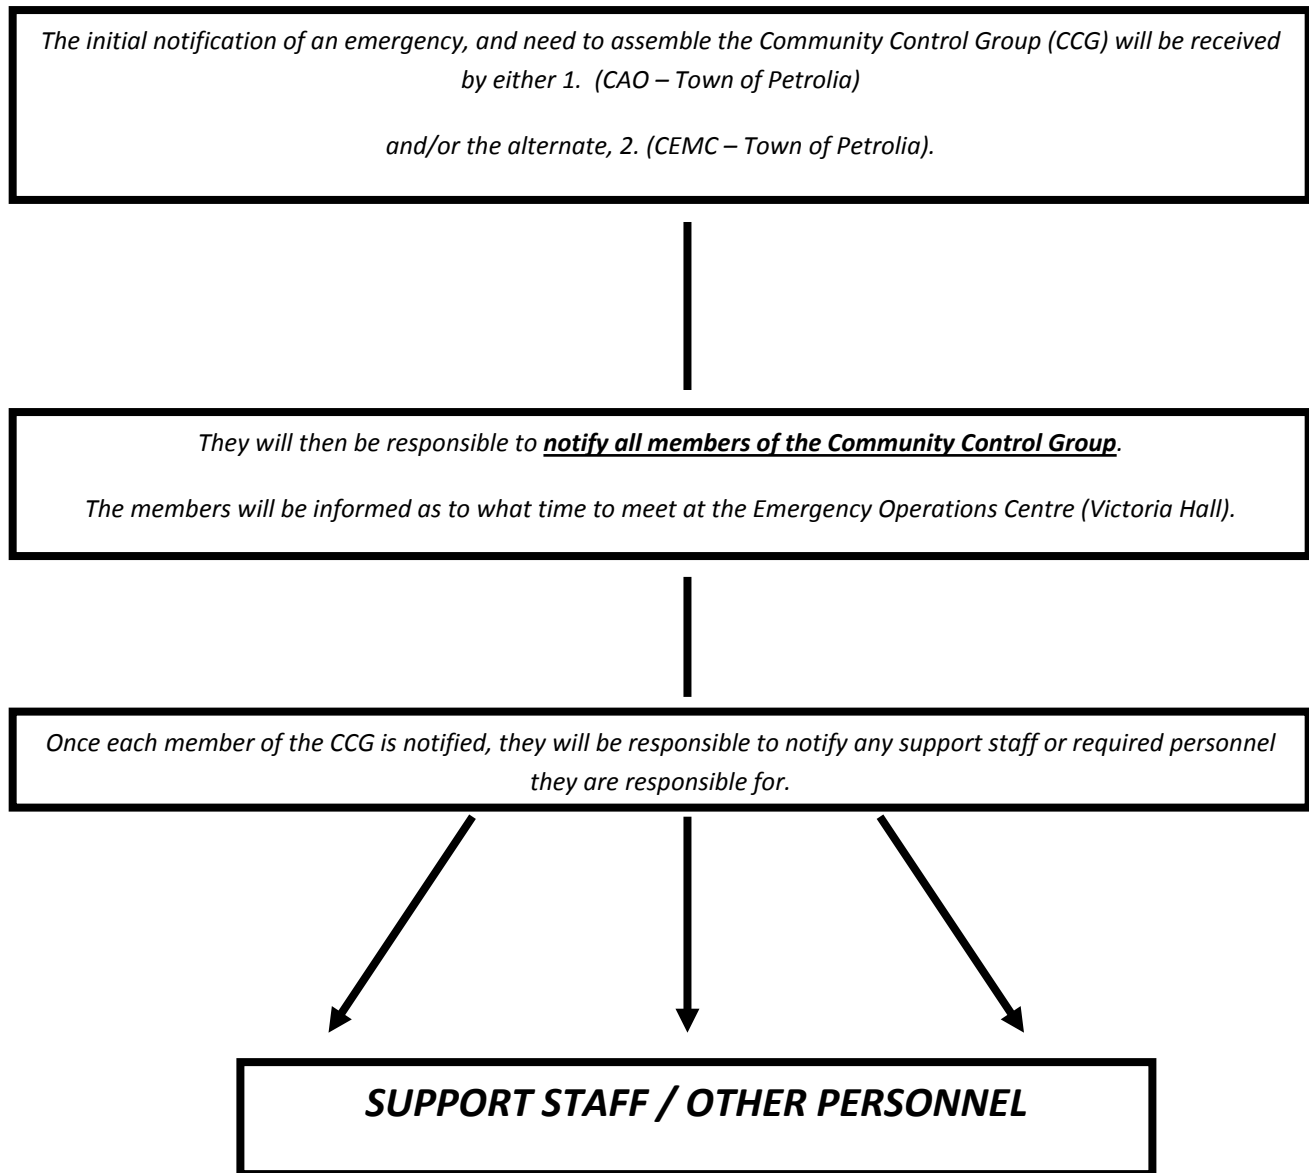 The initial notification of an emergency, and need to assemble the Community Control Group (CCG) will be received
by either 1.  (CAO – Town of Petrolia)
and/or the alternate, 2. (CEMC – Town of Petrolia).
They will then be responsible to notify all members of the Community Control Group.
The members will be informed as to what time to meet at the Emergency Operations Centre (Victoria Hall).
Once each member of the CCG is notified, they will be responsible to notify any support staff or required personnel
they are responsible for.
SUPPORT STAFF / OTHER PERSONNEL